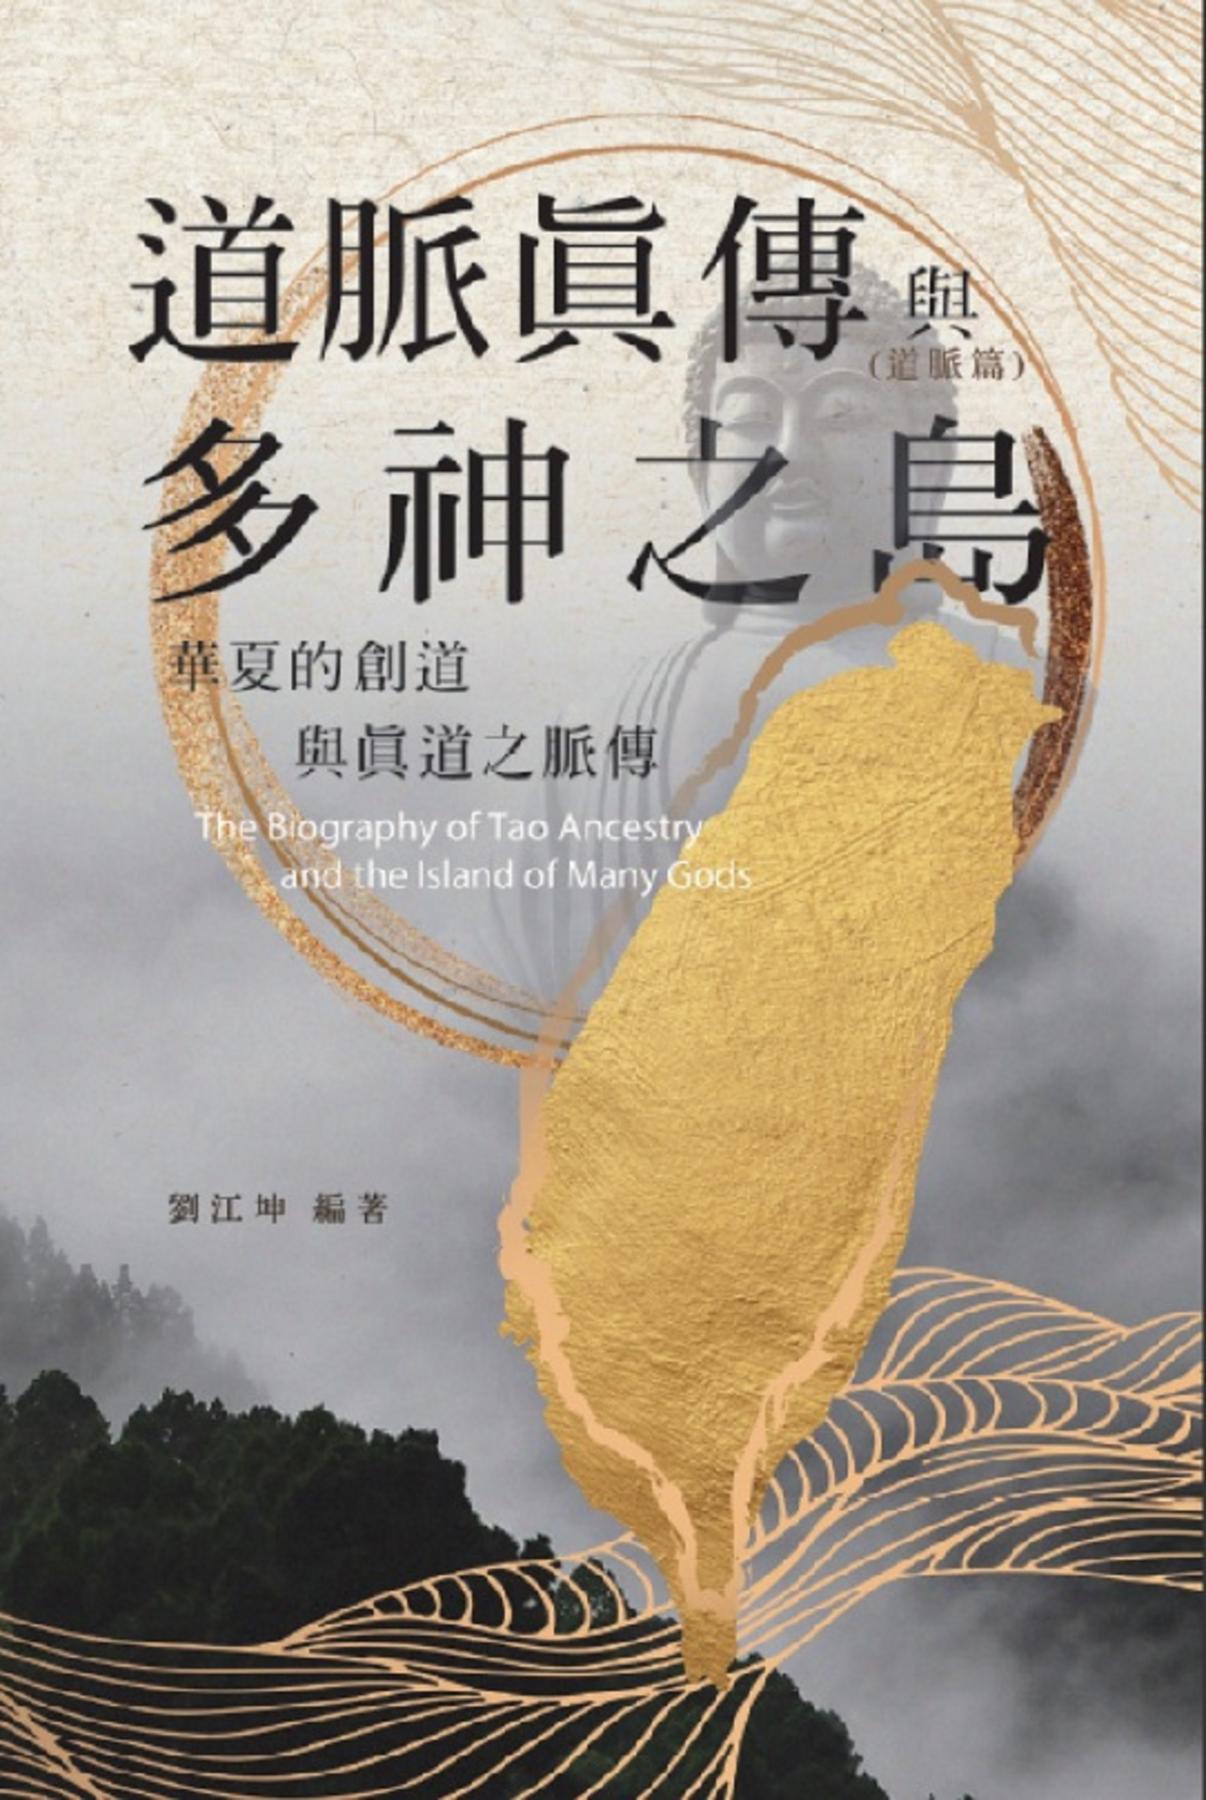 道脈眞傳與
(道脈篇)
多神之島
華夏的創道
與眞道之脈傳
The Biography of Tao Ancestry
and the Island of Many Gods
劉江坤 編著